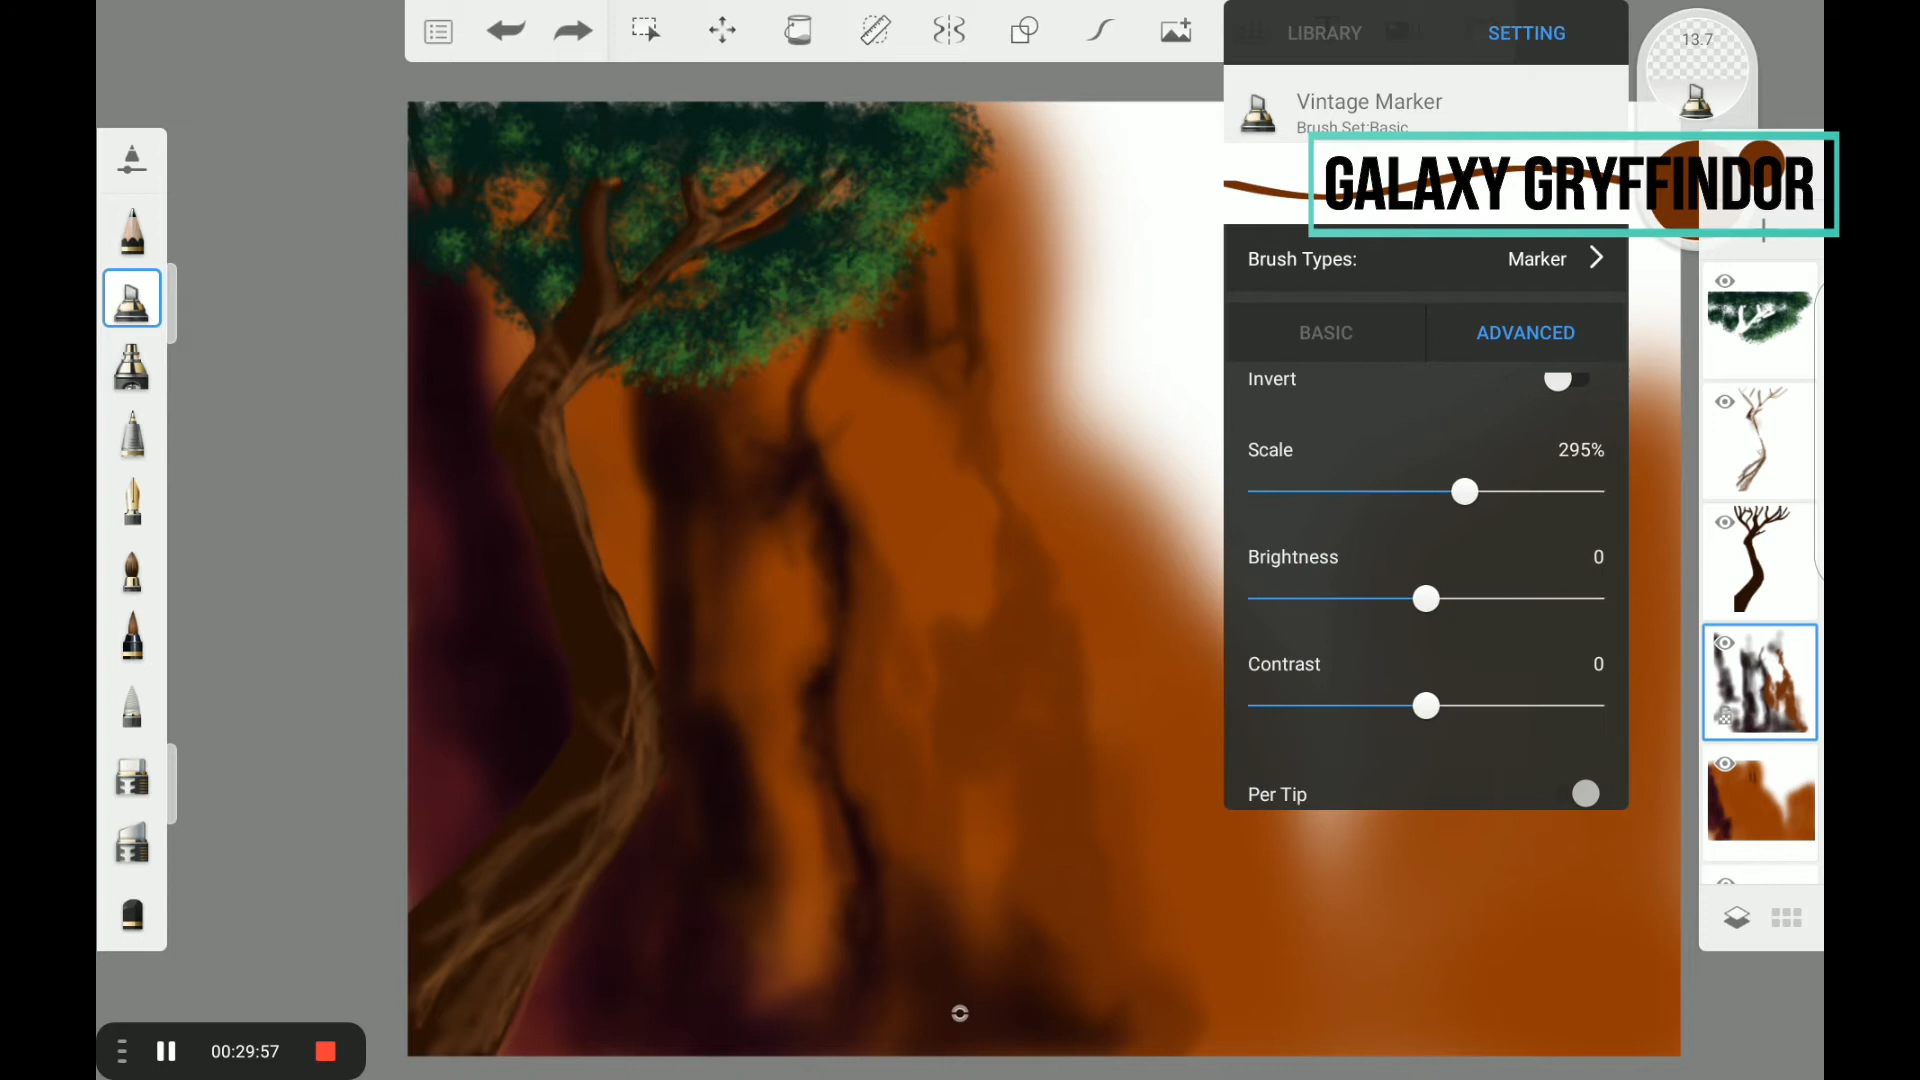 LIBRARY SETTING
13.7
Vintage Marker
Brush Set:Basic
GALAXY GRYFFINDOR
Brush Types: Marker
BASIC ADVANCED
Invert
Scale 295%
Brightness 0
Contrast 0
Per Tip
00:29:57